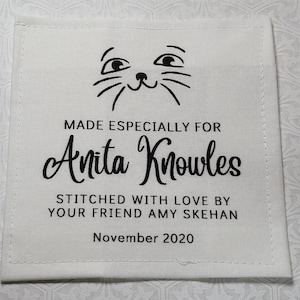 MADE ESPECIALLY FOR
Anita Knowles
STITCHED WITH LOVE BY
YOUR FRIEND AMY SKEHAN
November 2020